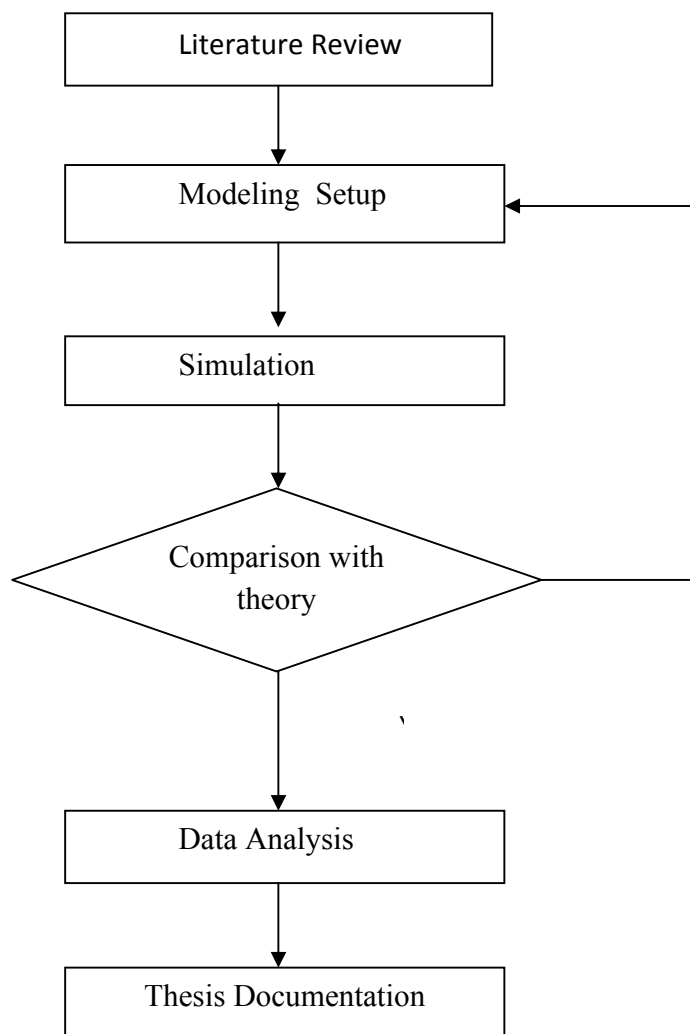 Literature Review
Modeling Setup
Simulation
Comparison with
theory
Data Analysis
Thesis Documentation